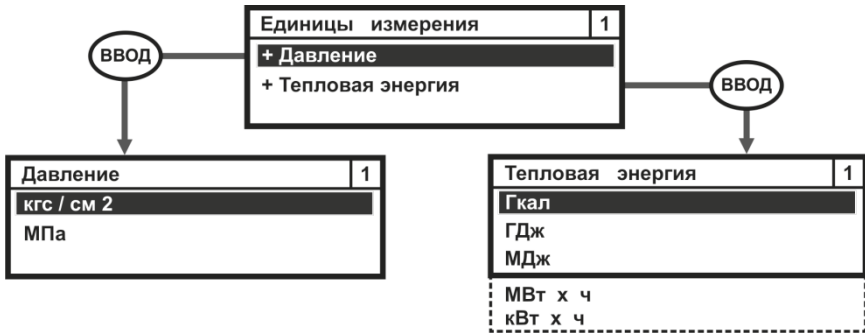 Единицы измерения 1
+ Давление
+ Тепловая энергия
ВВОД
ВВОД
Давление 1
кгс / см 2
МПа
Тепловая энергия 1
Гкал
ГДж
МДж
МВт х ч
кВт х ч